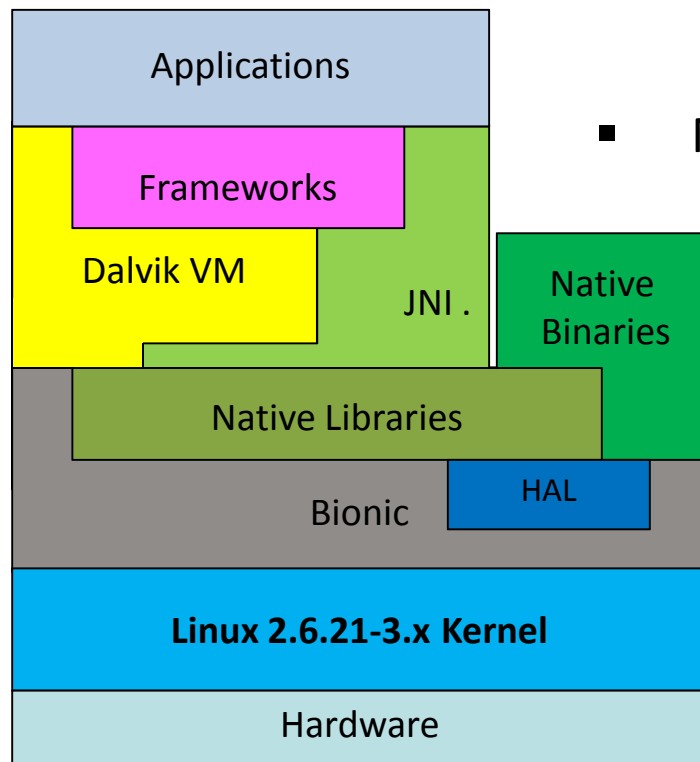 Applications
Frameworks
Dalvik VM
JNI .
Native
Binaries
Native Libraries
HAL
Bionic
Linux 2.6.21-3.x Kernel
Hardware